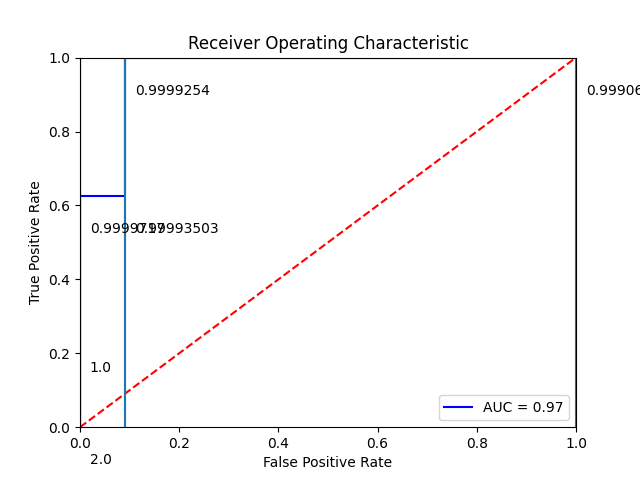 Receiver Operating Characteristic
1.0
0.9999254
0.99906
0.8
0.6
0.99993503
True Positive Rate
0.4
0.2
1.0
AUC = 0.97
0.0
0.0 0.2 0.4 0.6 0.8 1.0
2.0
False Positive Rate